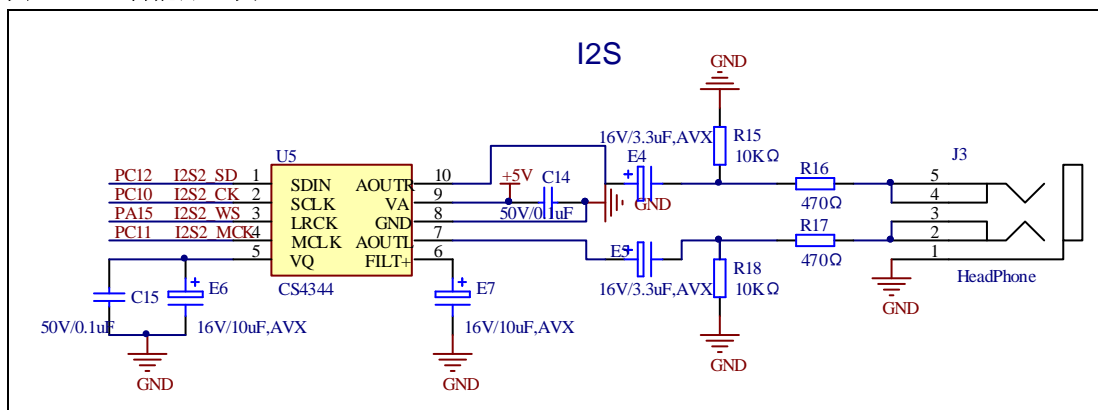 I2S
GND
16V/3.3uF,AVX
R15
10KΩ
E4
J3
U5
R16
470Ω
+5V
C14
50V/0.1uF
GND
PC12 I2S2_SD 1 SDIN AOUTR 10
PC10 I2S2_CK 2 SCLK VA 9
PA15 I2S2_WS 3 LRCK GND 8
PC11 I2S2_MCK 4 MCLK AOUTL 7
5 VQ FILT+ 6
CS4344
5
4
3
2
1
HeadPhone
R17
470Ω
16V/3.3uF,AVX
R18
10KΩ
GND
C15
50V/0.1uF
E6
16V/10uF,AVX
E7
16V/10uF,AVX
GND
GND
GND